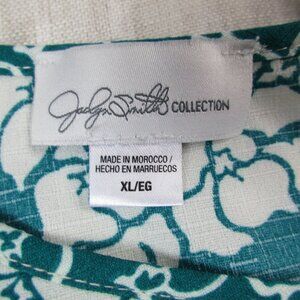 Jaclyn Smith COLLECTION
MADE IN MOROCCO /
HECHO EN MARRUECOS
XL/EG